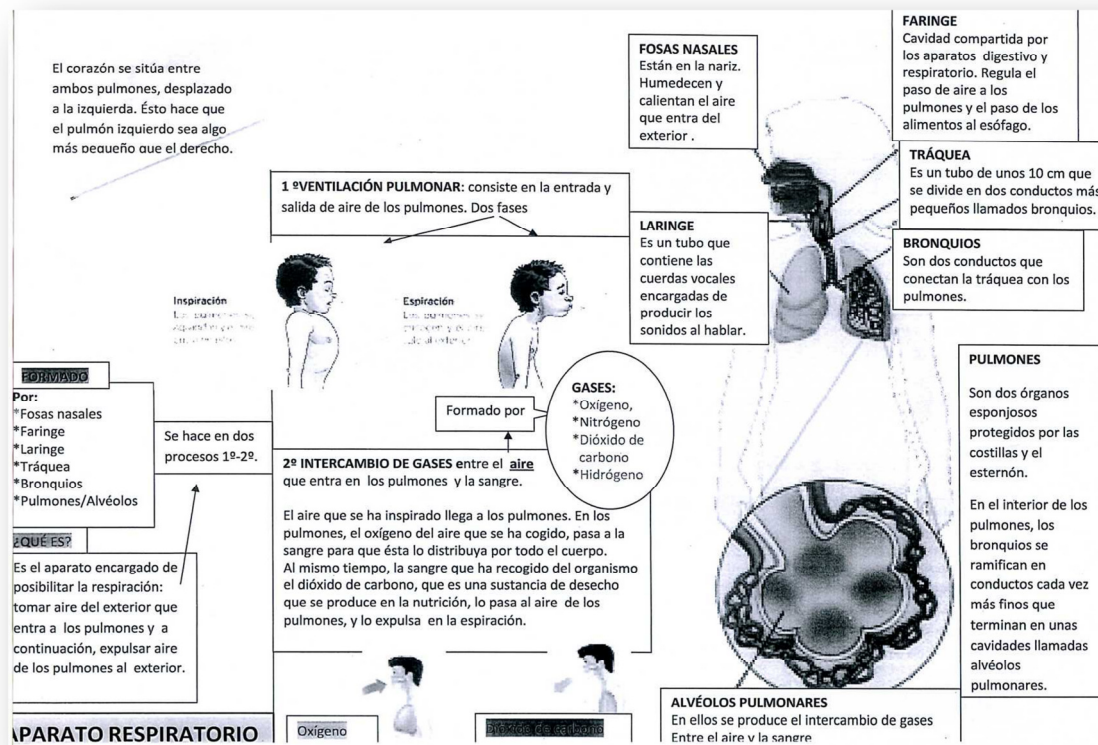 El corazón se sitúa entre
ambos pulmones, desplazado
a la izquierda. Ésto hace que
el pulmón izquierdo sea algo
más pequeño que el derecho.
1 ºVENTILACIÓN PULMONAR: consiste en la entrada y
salida de aire de los pulmones. Dos fases
Inspiración
Espiración
FOSAS NASALES
Están en la nariz.
Humedecen y
calientan el aire
que entra del
exterior .
FARINGE
Cavidad compartida por
los aparatos digestivo y
respiratorio. Regula el
paso de aire a los
pulmones y el paso de los
alimentos al esófago.
TRÁQUEA
Es un tubo de unos 10 cm que
se divide en dos conductos más
pequeños llamados bronquios.
LARINGE
Es un tubo que
contiene las
cuerdas vocales
encargadas de
producir los
sonidos al hablar.
BRONQUIOS
Son dos conductos que
conectan la tráquea con los
pulmones.
FORMADO
Por:
*Fosas nasales
*Faringe
*Laringe
*Tráquea
*Bronquios
*Pulmones/Alvéolos
Se hace en dos
procesos 1º-2º.
Formado por
GASES:
*Oxígeno,
*Nitrógeno
*Dióxido de
carbono
*Hidrógeno
2º INTERCAMBIO DE GASES entre el aire
que entra en los pulmones y la sangre.
El aire que se ha inspirado llega a los pulmones. En los
pulmones, el oxígeno del aire que se ha cogido, pasa a la
sangre para que ésta lo distribuya por todo el cuerpo.
Al mismo tiempo, la sangre que ha recogido del organismo
el dióxido de carbono, que es una sustancia de desecho
que se produce en la nutrición, lo pasa al aire de los
pulmones, y lo expulsa en la espiración.
¿QUÉ ES?
Es el aparato encargado de
posibilitar la respiración:
tomar aire del exterior que
entra a los pulmones y a
continuación, expulsar aire
de los pulmones al exterior.
PULMONES
Son dos órganos
esponjosos
protegidos por las
costillas y el
esternón.
En el interior de los
pulmones, los
bronquios se
ramifican en
conductos cada vez
más finos que
terminan en unas
cavidades llamadas
alvéolos
pulmonares.
ALVÉOLOS PULMONARES
En ellos se produce el intercambio de gases
Entre el aire y la sangre
APARATO RESPIRATORIO
Oxígeno
Dióxido de carbono